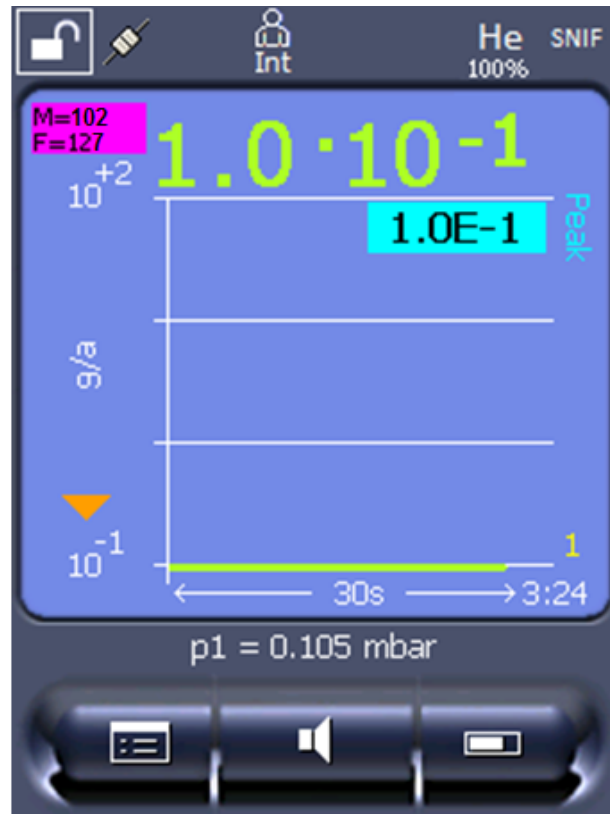 Int
He
100%
SNIF
M=102
F=127
1.0·10-1
10+2
1.0E-1
Peak
g/a
10-1
1
30s
3:24
p1 = 0.105 mbar